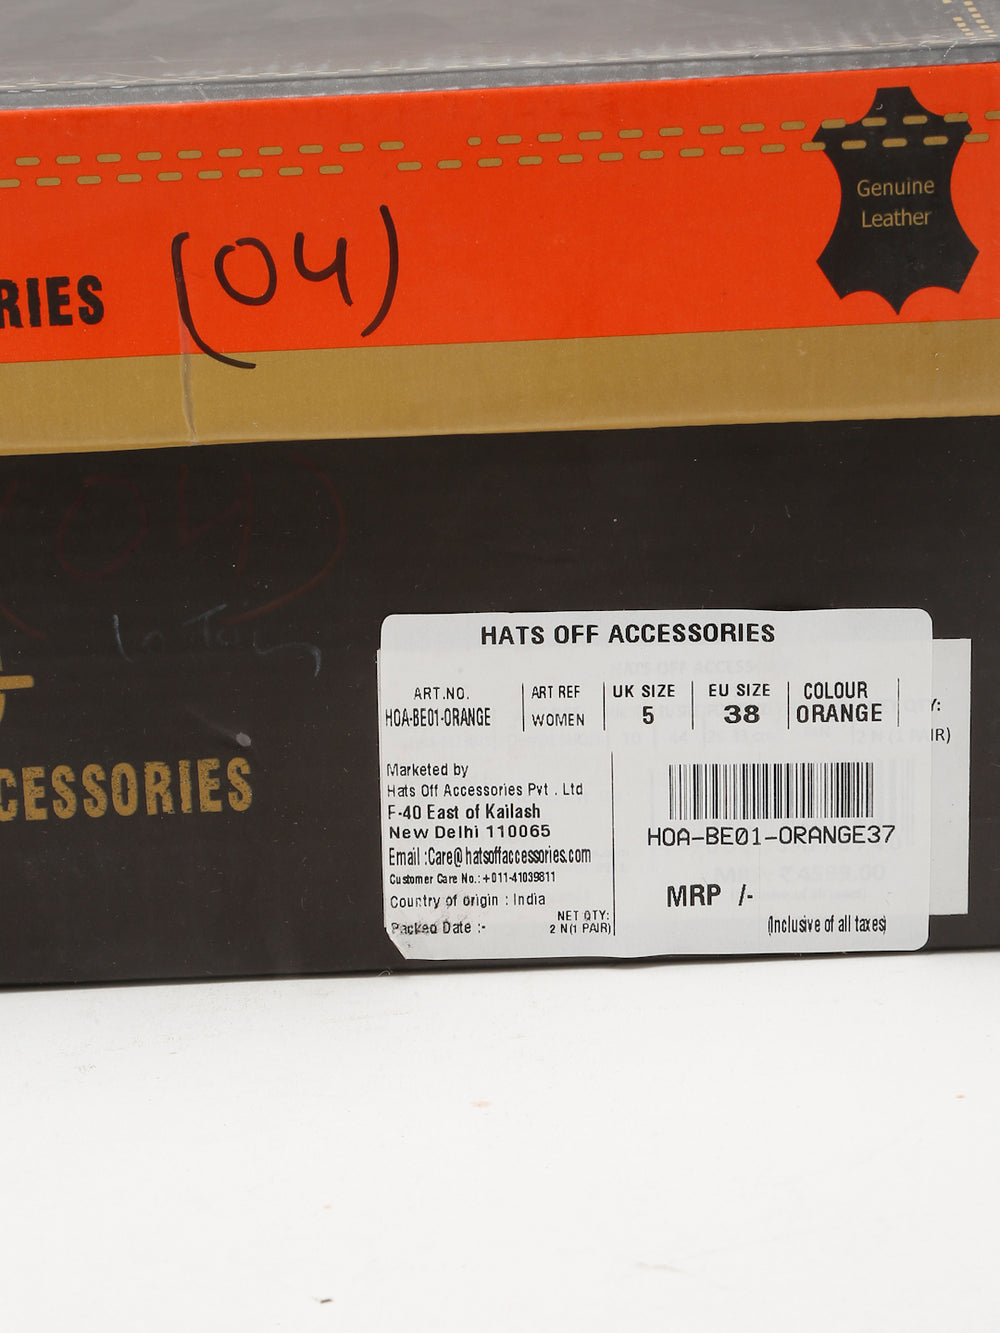 Genuine
Leather
RIES
(04)
(04)
CESSORIES
HATS OFF ACCESSORIES
ART.NO. ART REF UK SIZE EU SIZE COLOUR
HOA-BE01-ORANGE WOMEN 5 38 ORANGE
Y:
IR)
Marketed by
Hats Off Accessories Pvt . Ltd
F-40 East of Kailash
New Delhi 110065
Email :Care@hatsoffaccessories.com
Customer Care No.: +011-41039811
Country of origin : India
Packed Date :-
NET QTY:
2 N(1 PAIR)
HOA-BE01-ORANGE37
MRP /-
(Inclusive of all taxes)